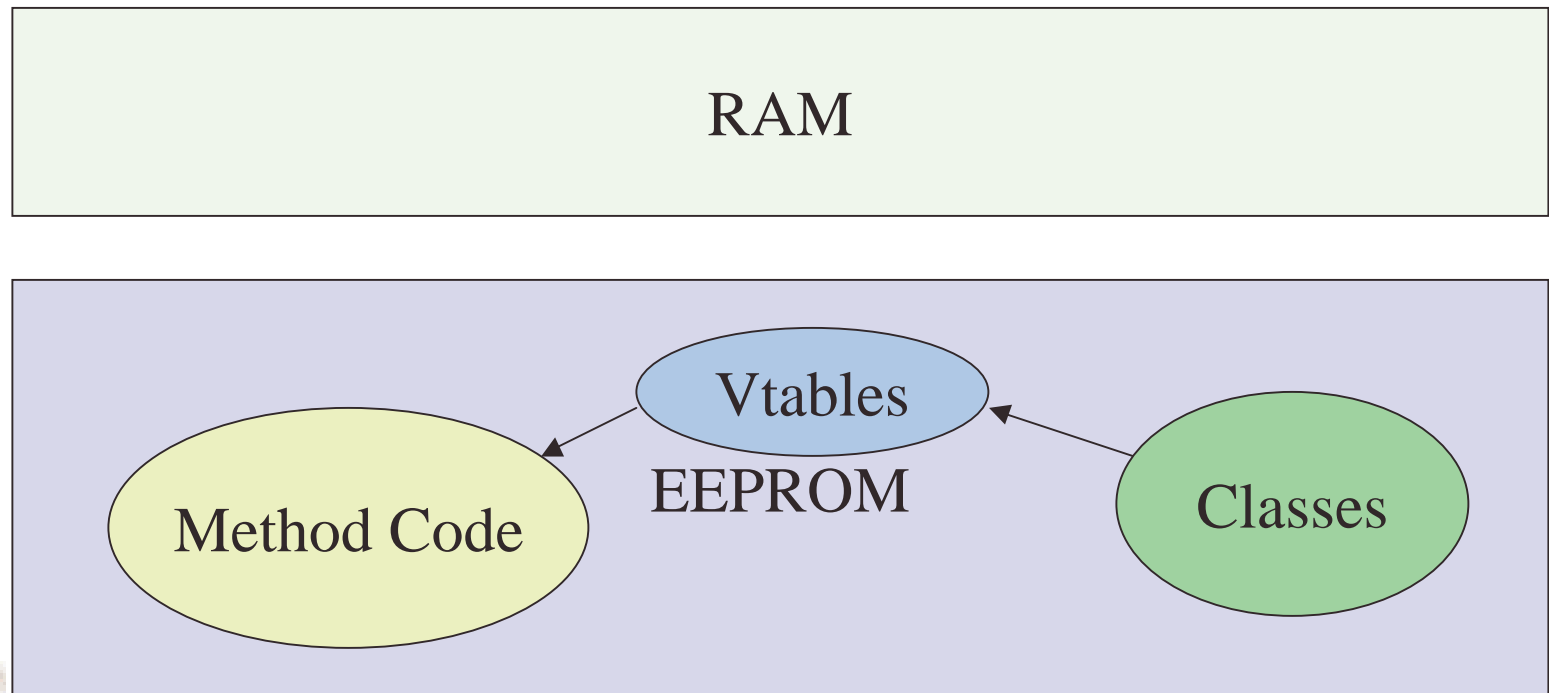 RAM
Vtables
EEPROM
Method Code
Classes